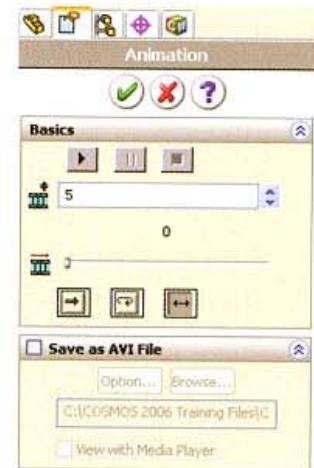 Animation
?
Basics
5
0
Save as AVI File
Option... Browse...
C:\COSMOS 2006 Training Files\C
View with Media Player